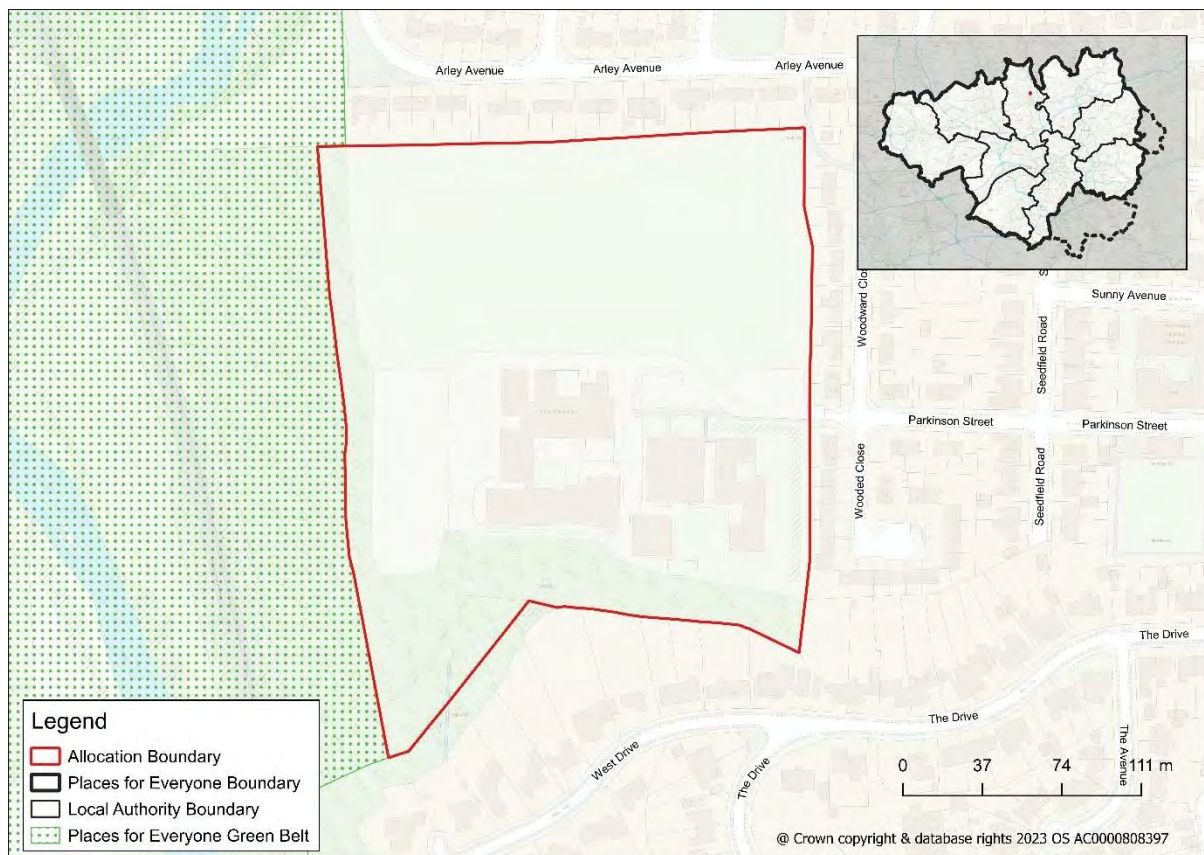 Arley Avenue
Arley Avenue
Arley Avenue
Sunny Avenue
Woodward Clos
S
Seedfield Road
Parkinson Street
Parkinson Street
Wooded Close
Seedfield Road
The Drive
The Drive
West Drive
The Drive
The Avenue
Legend
Allocation Boundary
Places for Everyone Boundary
Local Authority Boundary
Places for Everyone Green Belt
0 37 74 111 m
@ Crown copyright & database rights 2023 OS AC0000808397